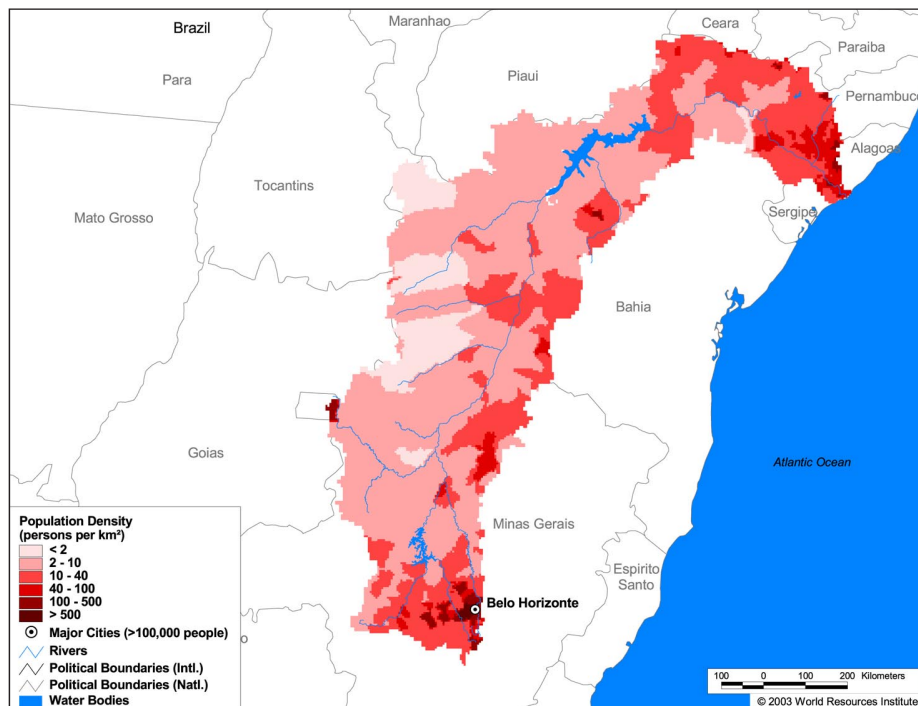 Brazil
Maranhao
Ceara
Para
Piaui
Paraiba
Pernambuco
Alagoas
Tocantins
Mato Grosso
Sergipe
Bahia
Goias
Atlantic Ocean
Minas Gerais
Espirito
Santo
Belo Horizonte
Population Density
(persons per km²)
< 2
2 - 10
10 - 40
40 - 100
100 - 500
> 500
Major Cities (>100,000 people)
Rivers
Political Boundaries (Intl.)
Political Boundaries (Natl.)
Water Bodies
o
100 0 100 200 Kilometers
© 2003 World Resources Institute